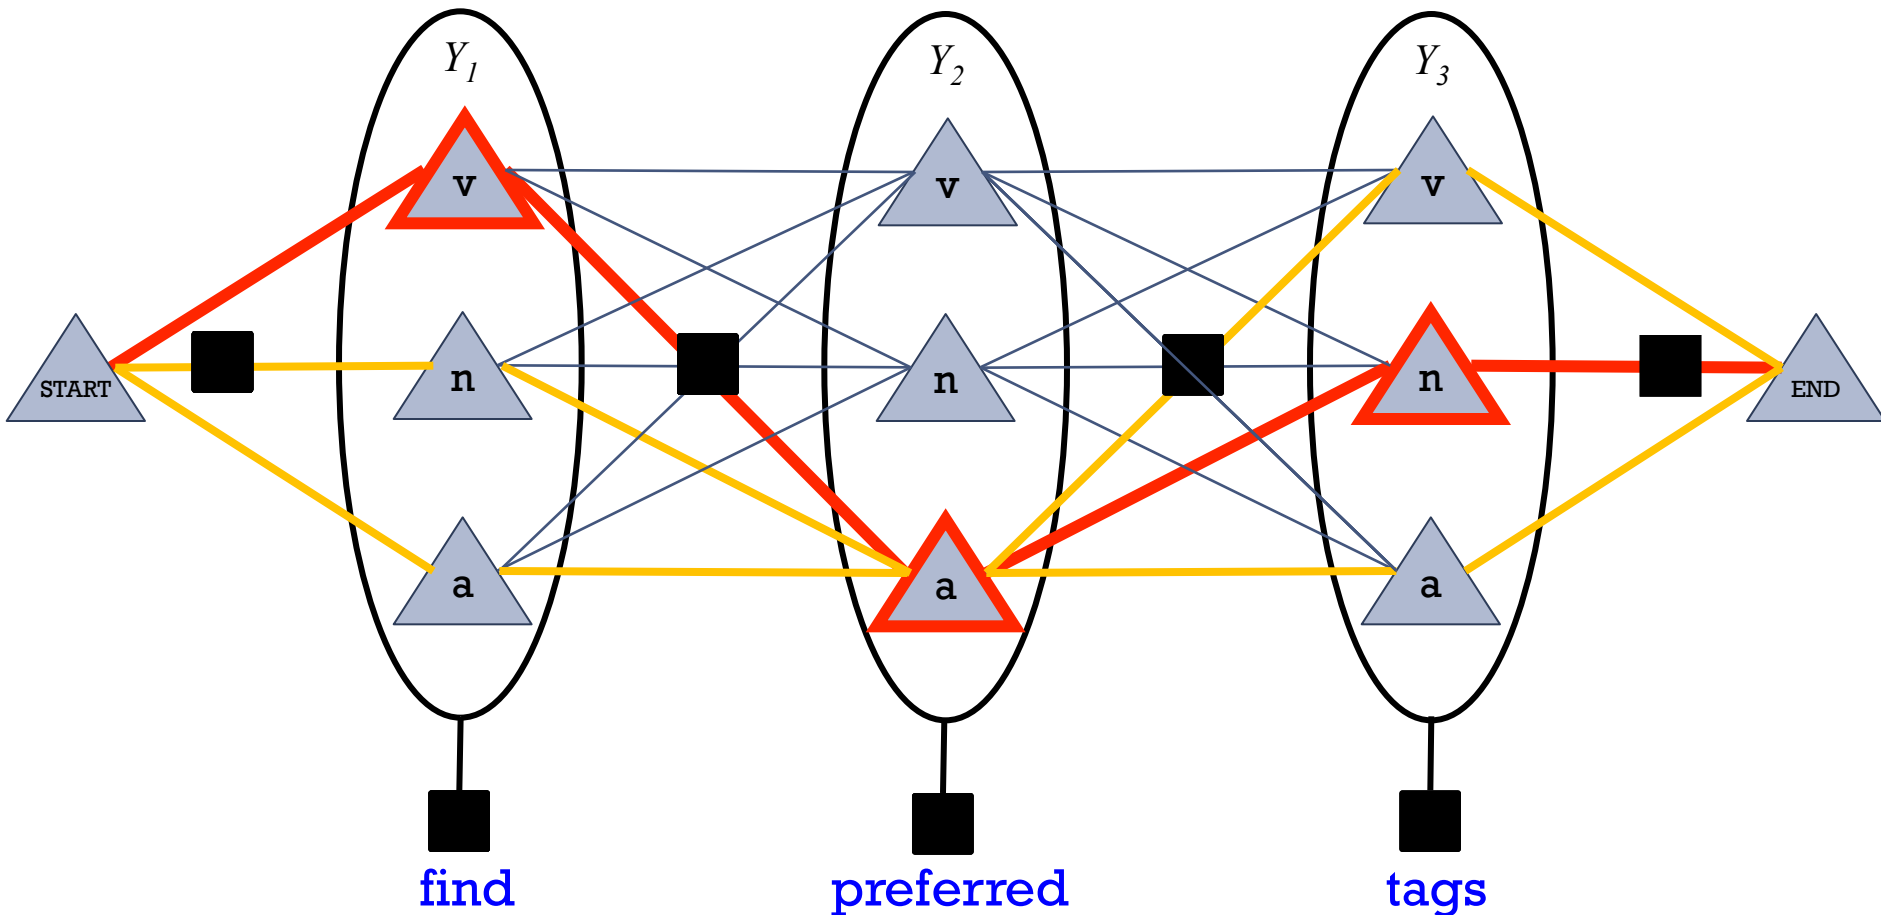 Y1 Y2 Y3
v v v
START n n n END
a a a
find preferred tags